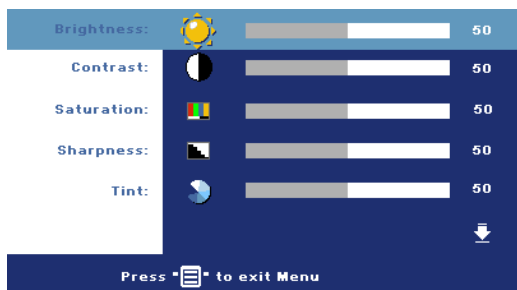 Brightness: 50
Contrast: 50
Saturation: 50
Sharpness: 50
Tint: 50
Press "" to exit Menu